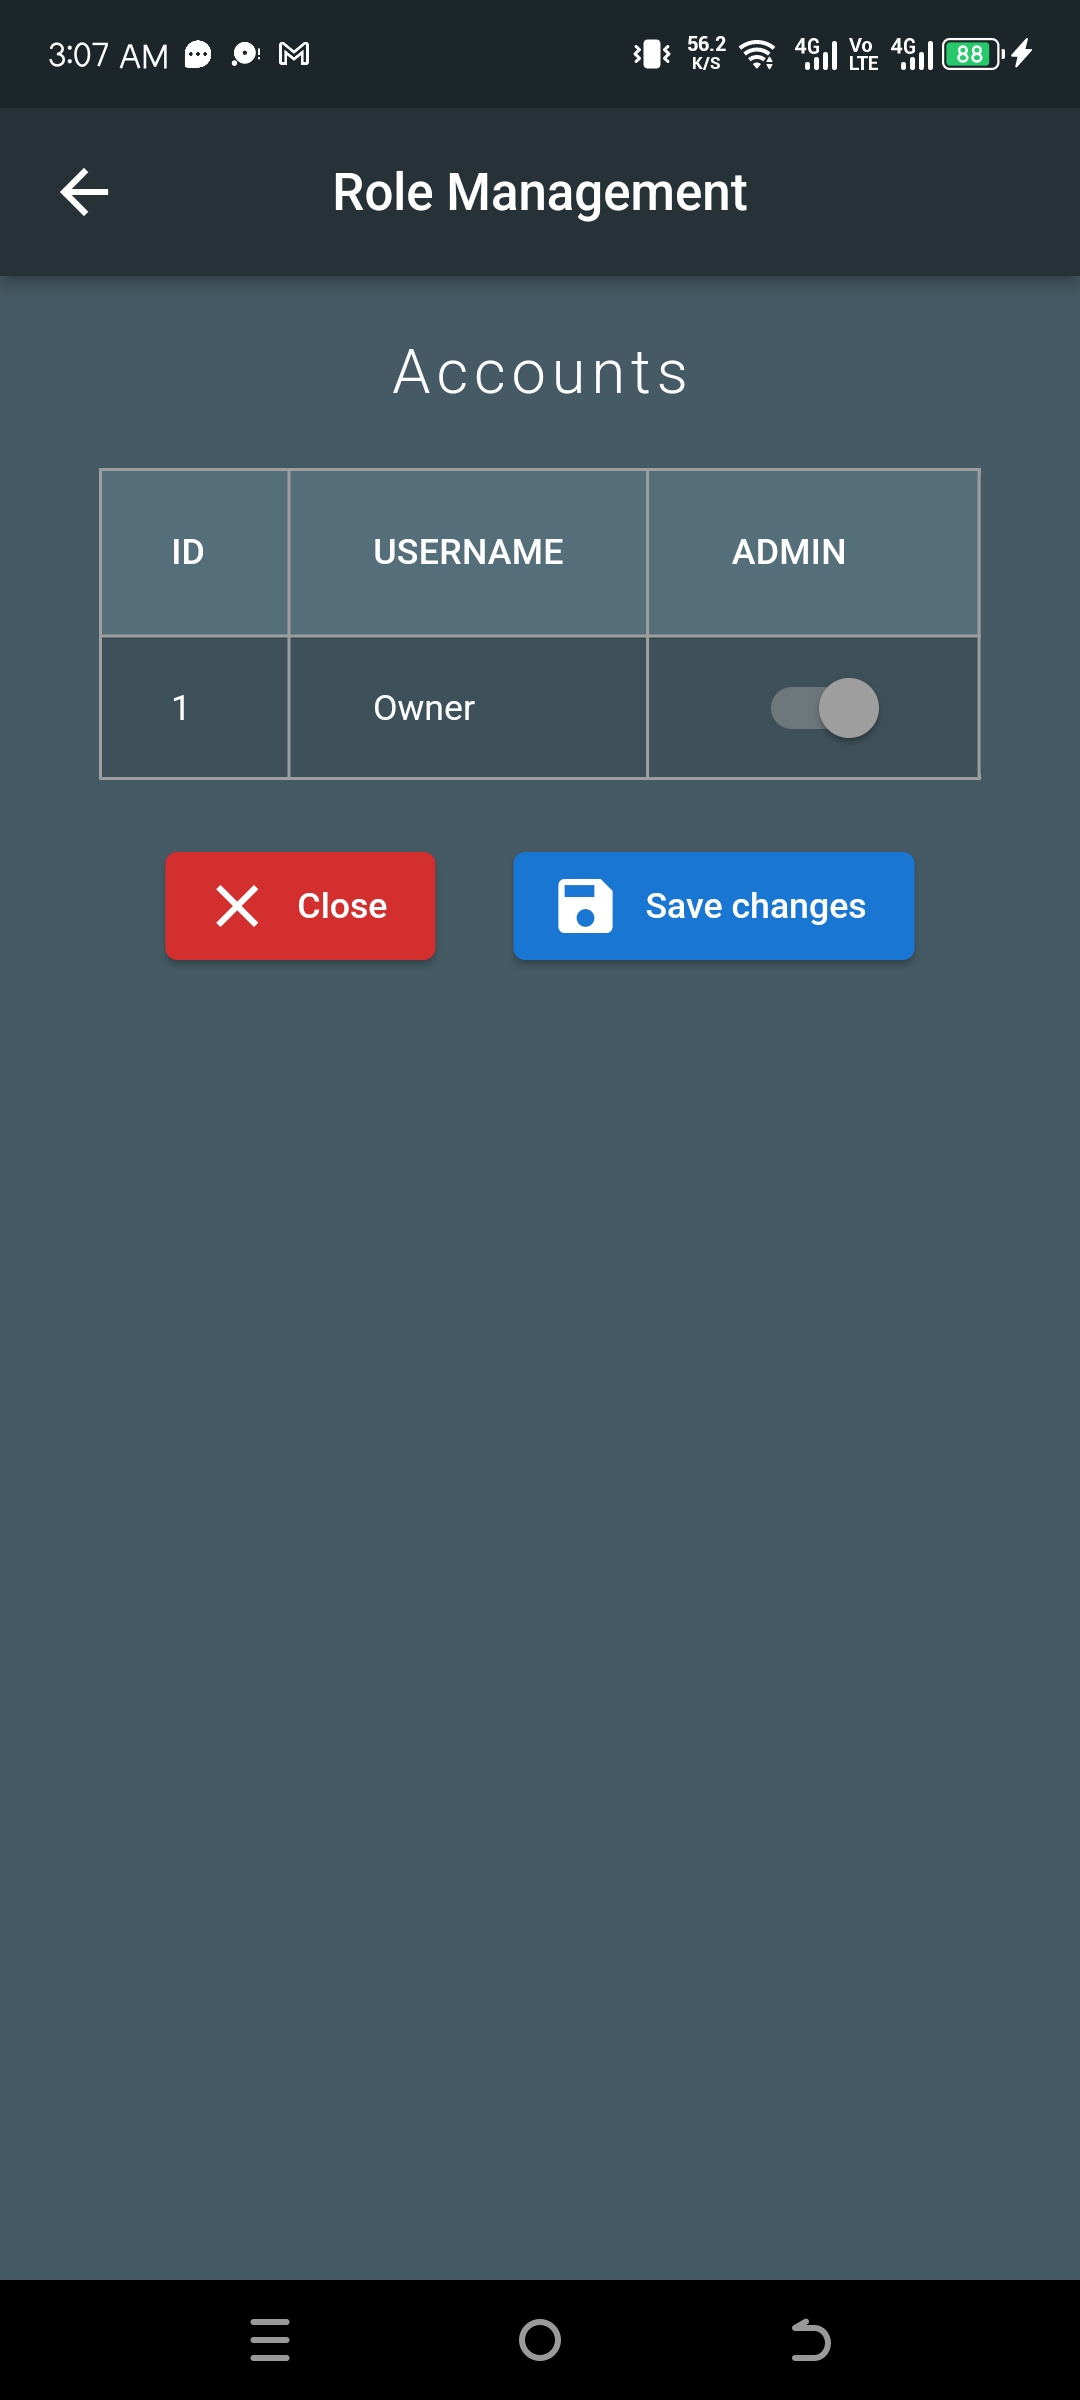 3:07 AM 56.2 K/S 4G Vo LTE 4G 88
Role Management
Accounts
ID USERNAME ADMIN
1 Owner
Close Save changes